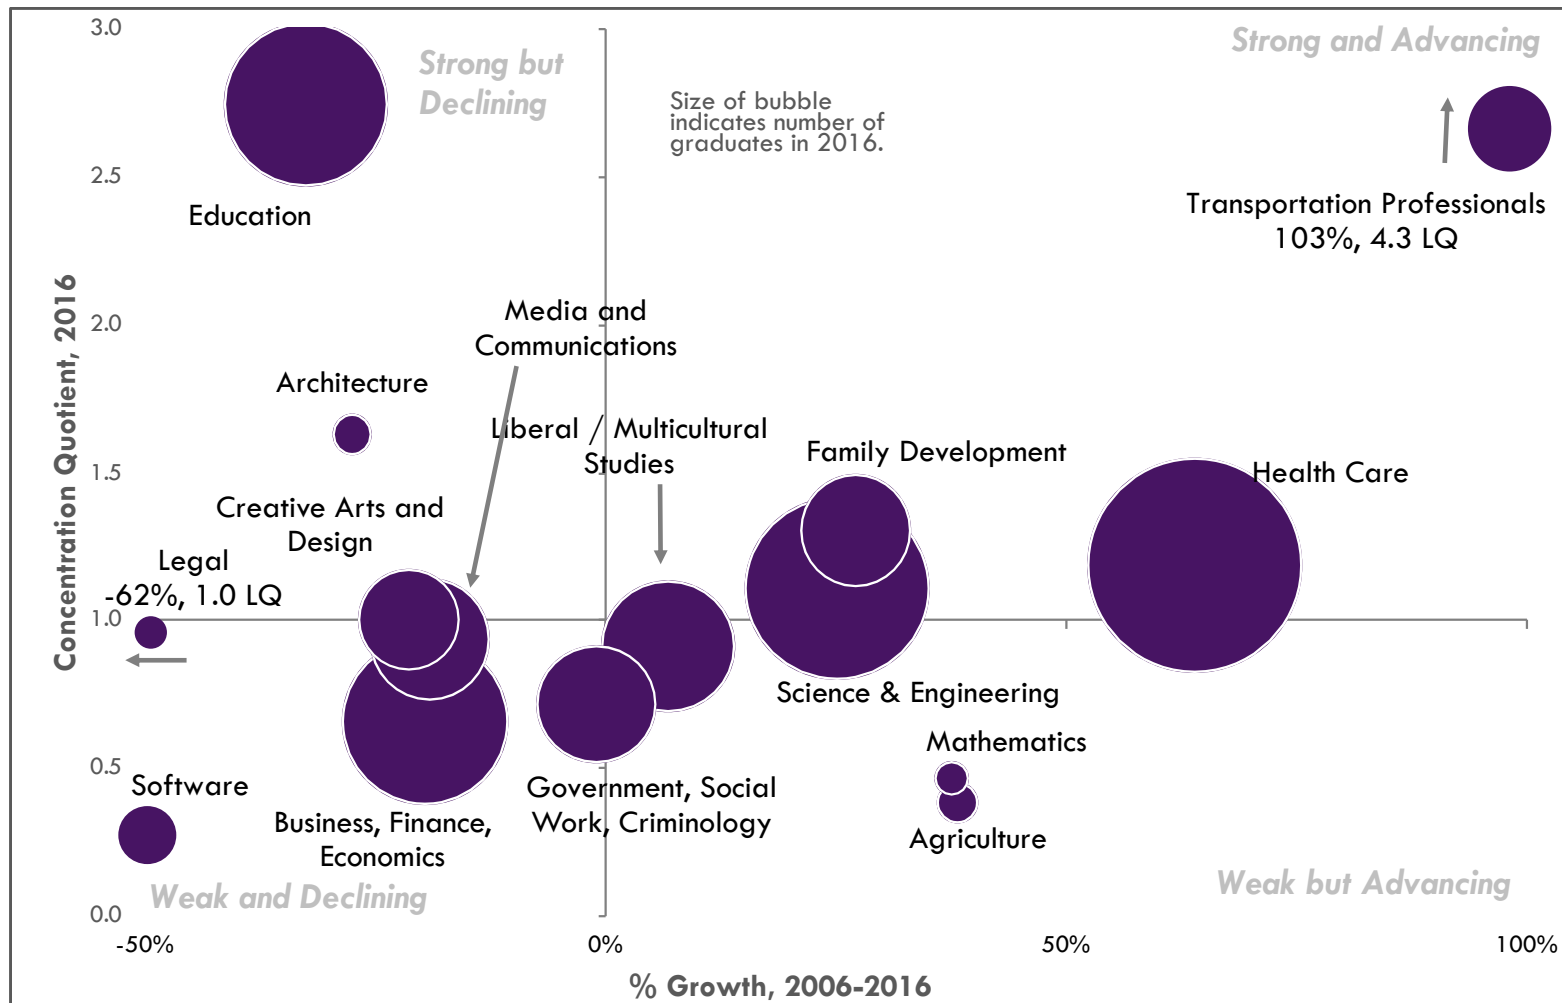 3.0
Strong but
Declining
Strong and Advancing
Size of bubble
indicates number of
graduates in 2016.
2.5
Education
Transportation Professionals
103%, 4.3 LQ
Concentration Quotient, 2016
2.0
Media and
Communications
Architecture
Liberal / Multicultural
Studies
Family Development
Health Care
1.5
Creative Arts and
Design
Legal
-62%, 1.0 LQ
1.0
Science & Engineering
Mathematics
0.5
Software
Government, Social
Work, Criminology
Business, Finance,
Economics
Agriculture
Weak and Declining
Weak but Advancing
0.0
-50%
0%
50%
100%
% Growth, 2006-2016